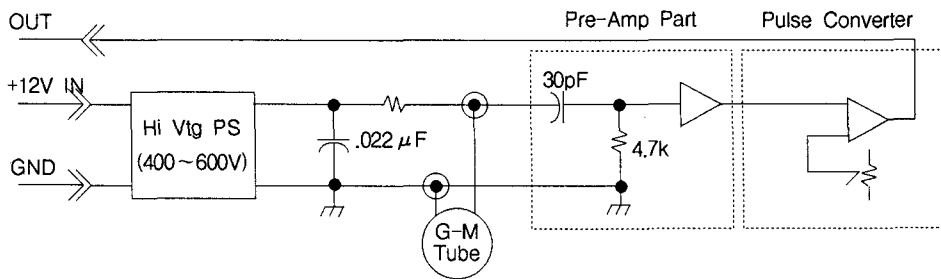 OUT
Pre-Amp Part
Pulse Converter
+12V IN
30pF
Hi Vtg PS
(400~600V)
.022μF
4.7k
GND
G-M
Tube